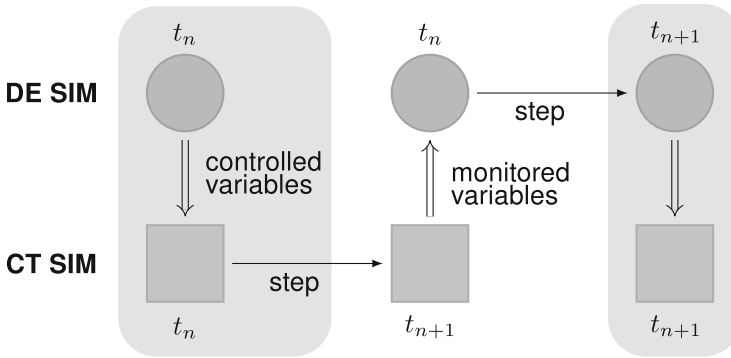 $t_n$ $t_n$ $t_{n+1}$
DE SIM
step
controlled
variables
monitored
variables
CT SIM
step
$t_n$ $t_{n+1}$ $t_{n+1}$